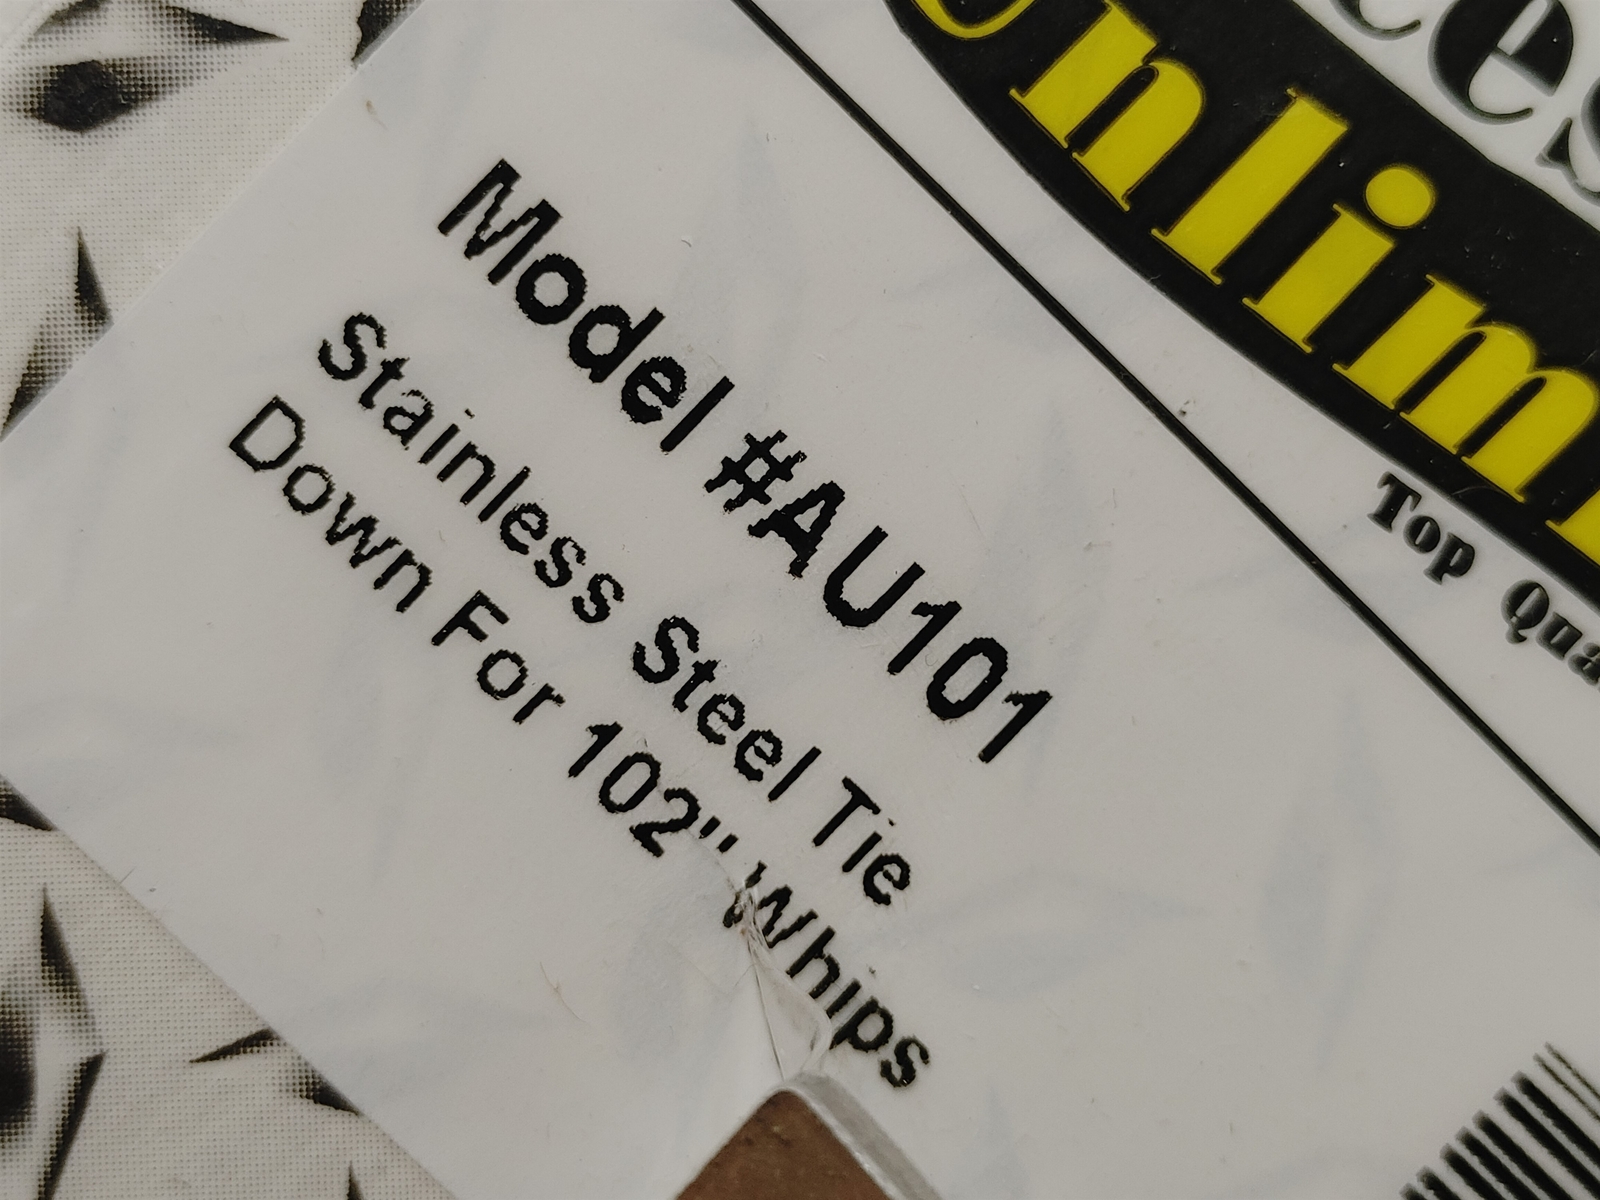 Unlim
Top
Model #AU101
Stainless Steel Tie
Down For 102" Whips